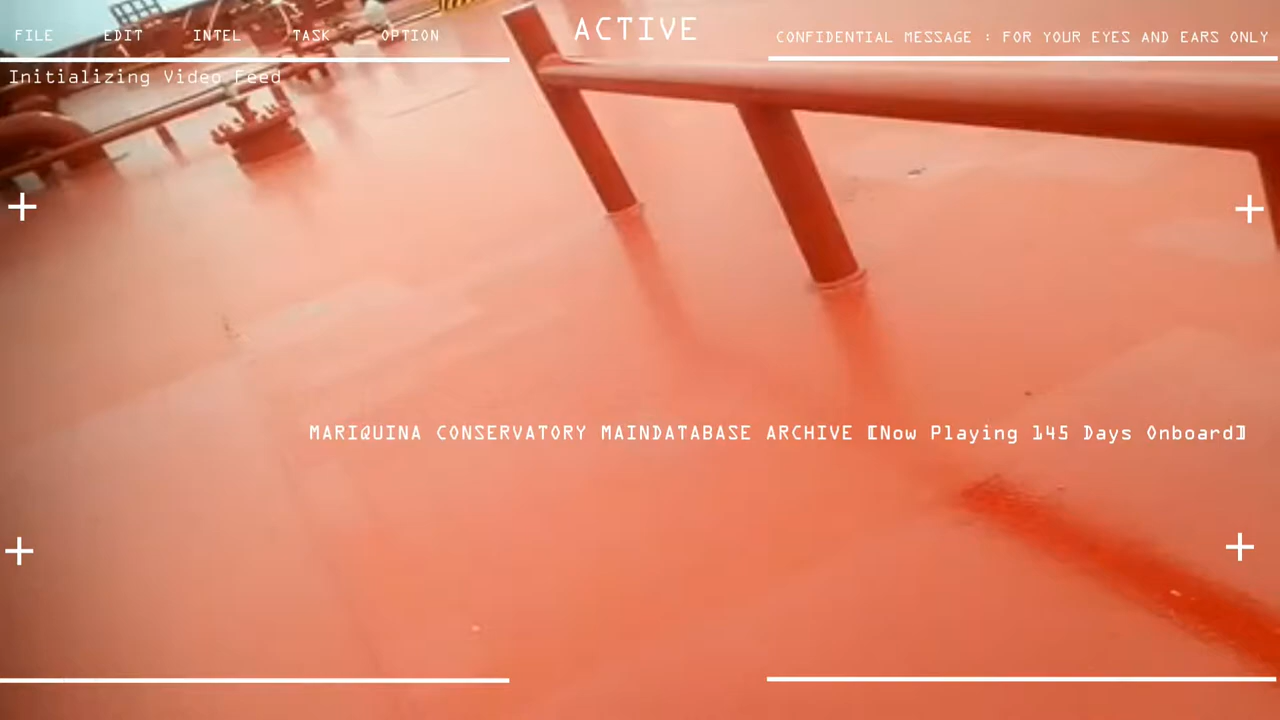 FILE EDIT INTEL TASK OPTION
ACTIVE
CONFIDENTIAL MESSAGE : FOR YOUR EYES AND EARS ONLY
Initializing Video Feed
MARIQUINA CONSERVATORY MAINDATABASE ARCHIVE 【Now Playing 145 Days Onboard】